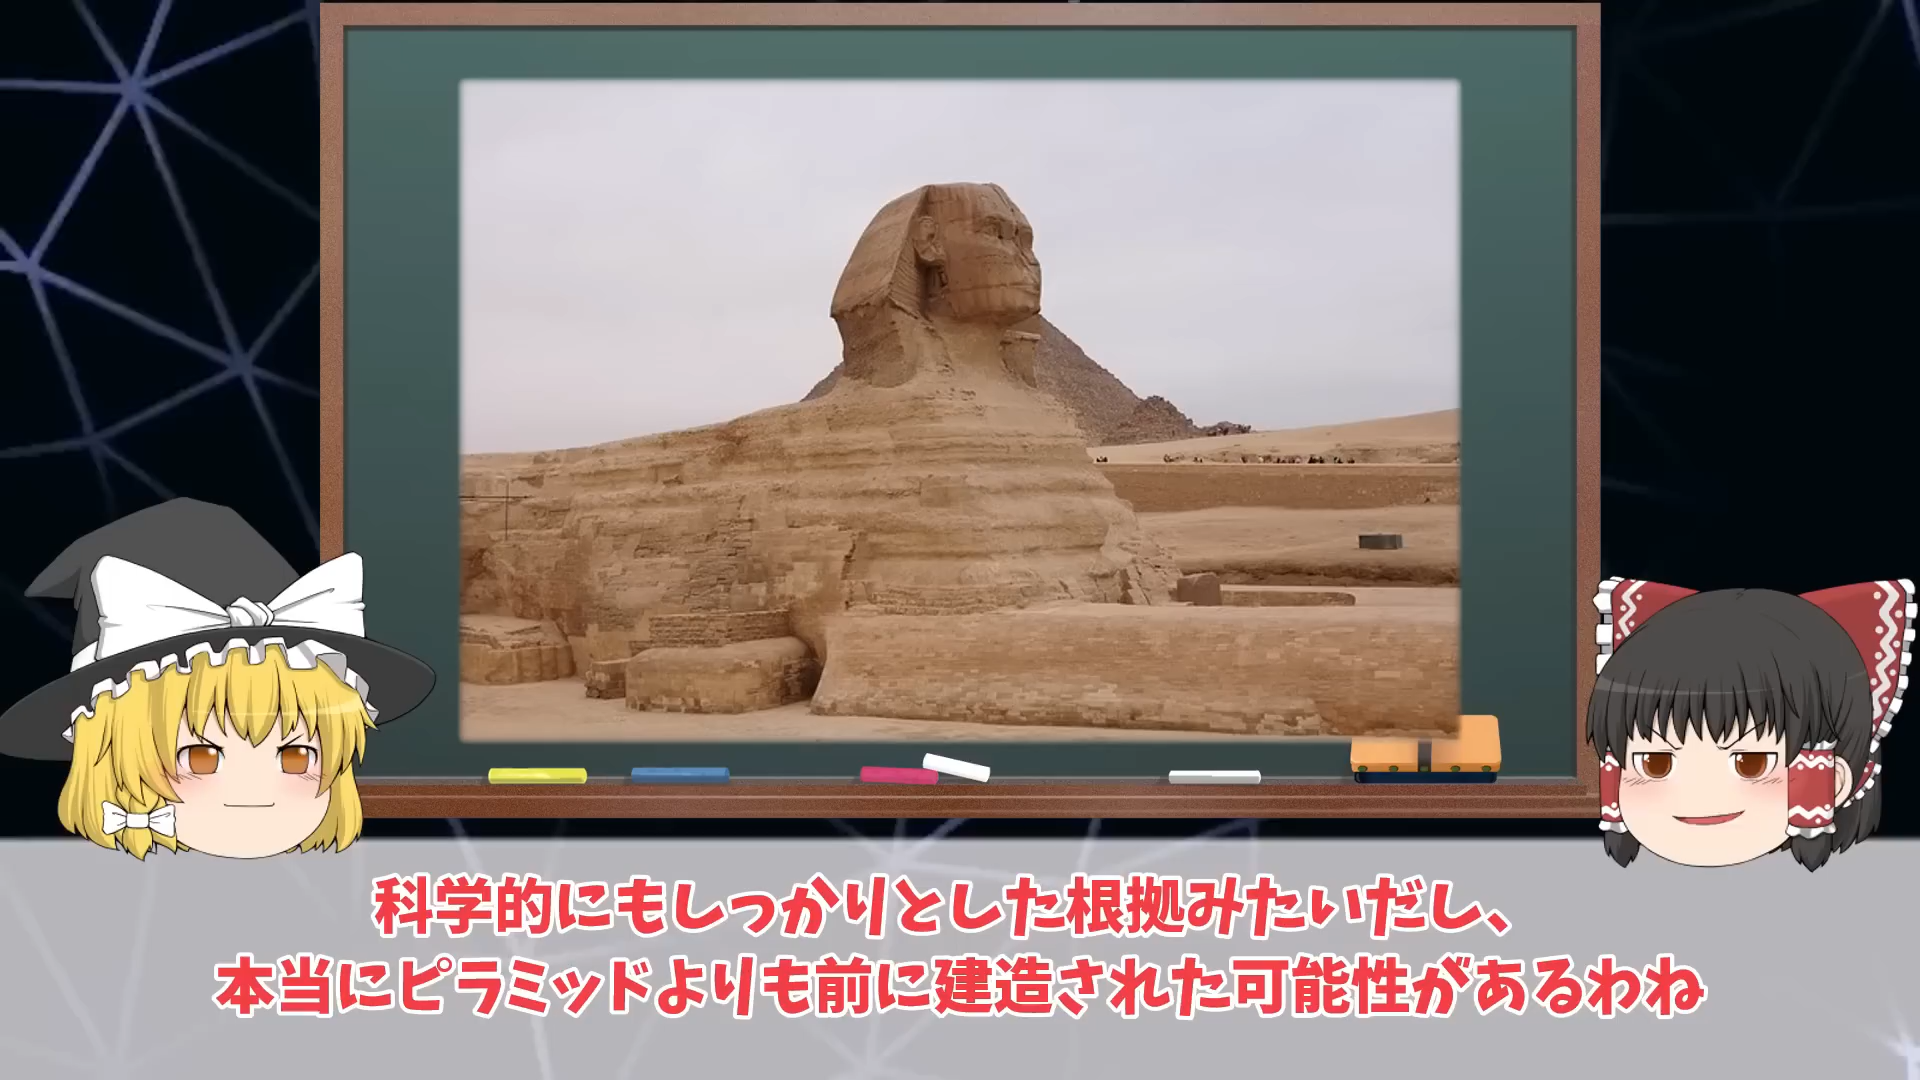 科学的にもしっかりとした根拠みたいだし、
本当にピラミッドよりも前に建造された可能性があるわね